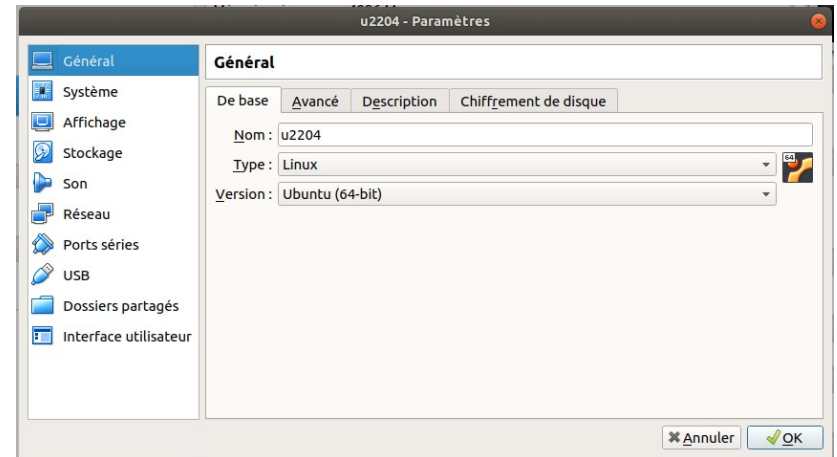 u2204 - Paramètres
Général
Système
Affichage
Stockage
Son
Réseau
Ports séries
USB
Dossiers partagés
Interface utilisateur
Général
De base Avancé Description Chiffrement de disque
Nom : u2204
Type : Linux
64
Version : Ubuntu (64-bit)
Annuler OK